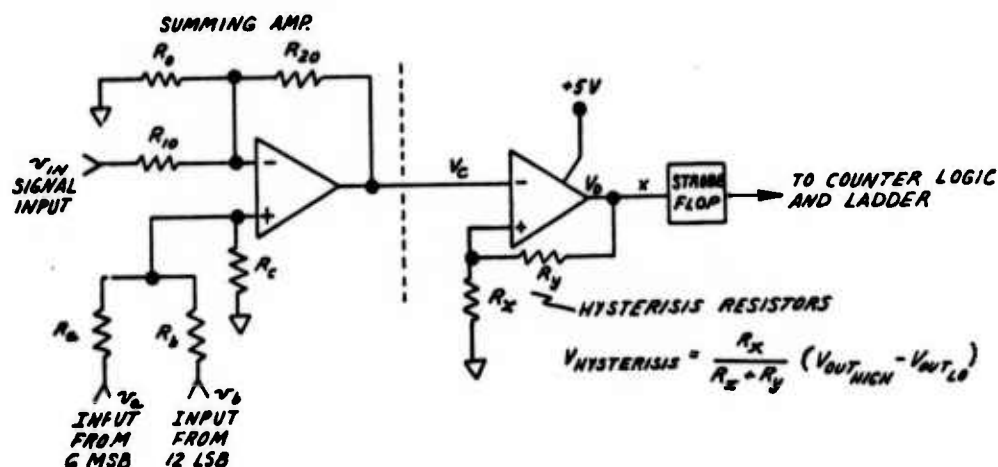 SUMMING AMP.
R0
R20
+5V
R10
VIN
SIGNAL
INPUT
-
+
VC
-
+
VO
X
STROBE
FLOP
TO COUNTER LOGIC
AND LADDER
RC
Ry
Rx
HYSTERISIS RESISTORS
Ra
Rb
VHYSTERISIS = Rx / (Rx + Ry) (VOUTHIGH - VOUTLO)
va
vb
INPUT
FROM
6 MSB
INPUT
FROM
12 LSB